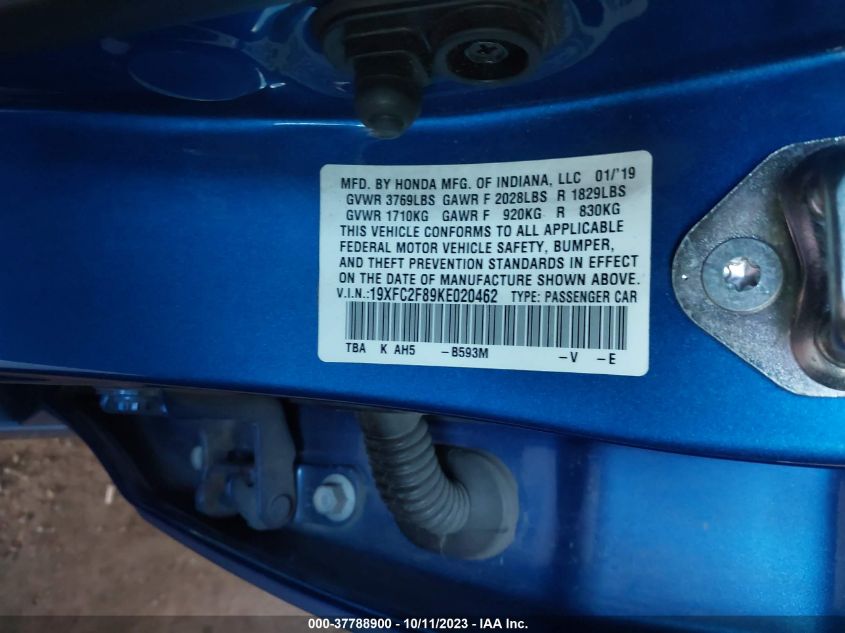 MFD. BY HONDA MFG. OF INDIANA, LLC 01/'19
GVWR 3769LBS GAWR F 2028LBS R 1829LBS
GVWR 1710KG GAWR F 920KG R 830KG
THIS VEHICLE CONFORMS TO ALL APPLICABLE
FEDERAL MOTOR VEHICLE SAFETY, BUMPER,
AND THEFT PREVENTION STANDARDS IN EFFECT
ON THE DATE OF MANUFACTURE SHOWN ABOVE.
V.I.N.:19XFC2F89KE020462 TYPE: PASSENGER CAR
TBA K AH5 -B593M -V -E
000-37788900 - 10/11/2023 - IAA Inc.